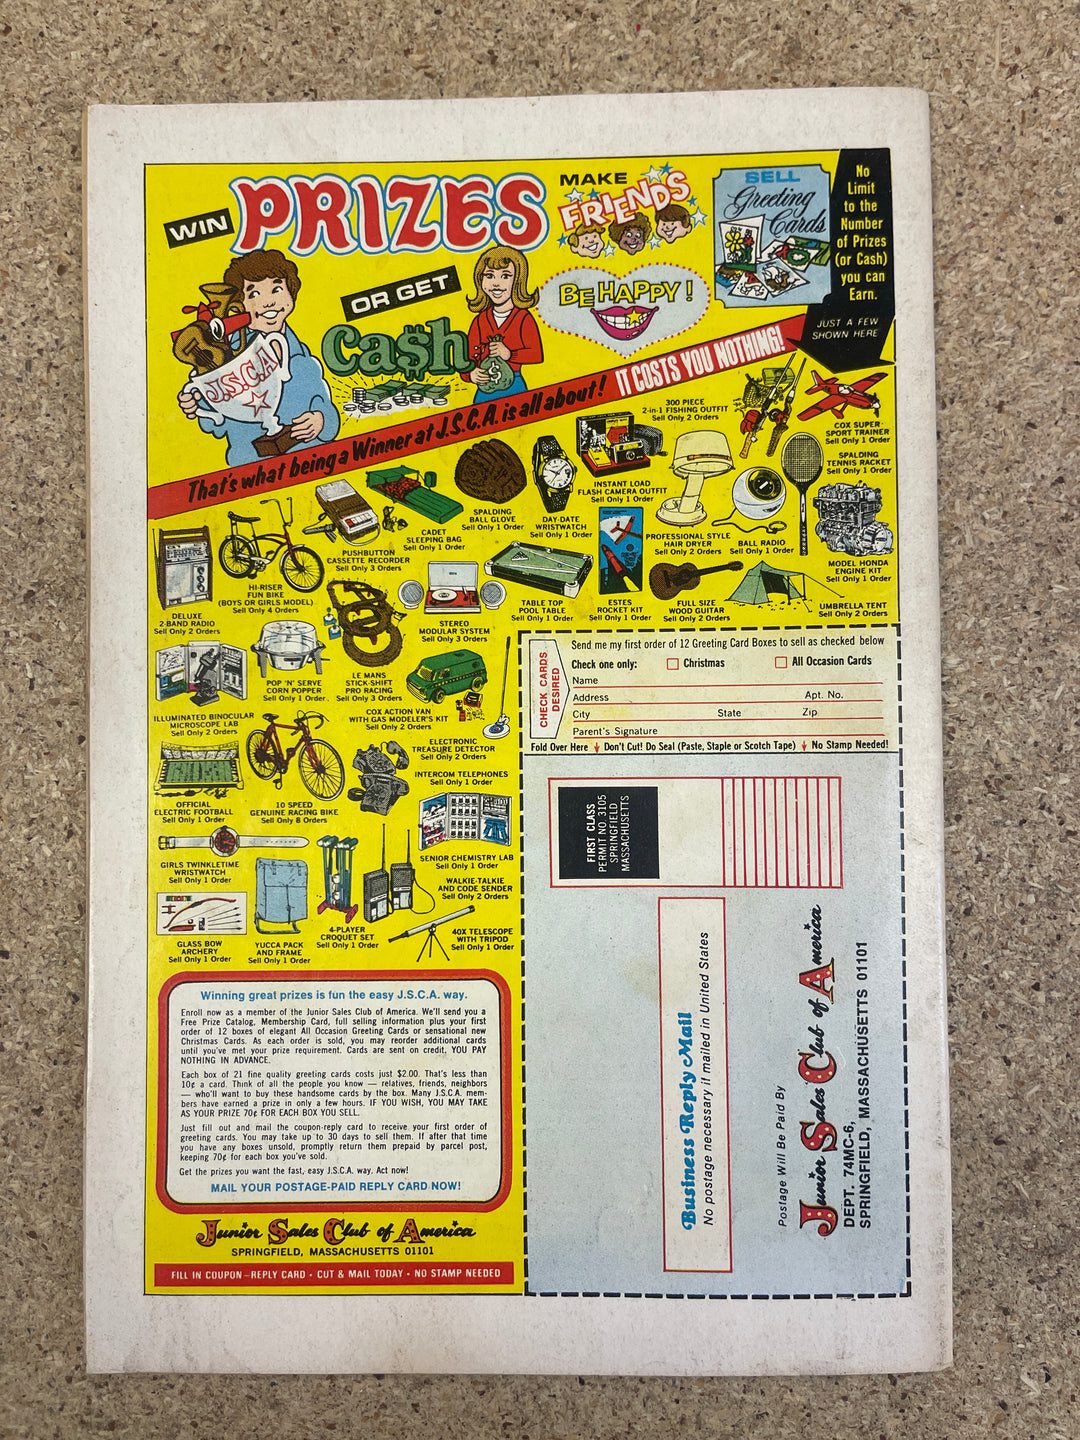 WIN PRIZES
MAKE
FRIENDS
SELL
Greeting
Cards
No
Limit
to the
Number
of Prizes
(or Cash)
you can
Earn.
JUST A FEW
SHOWN HERE
OR GET
Ca$h
BE HAPPY!
J.S.C.A.
$
That's what being a Winner at J.S.C.A. is all about! IT COSTS YOU NOTHING!
300 PIECE
2-in-1 FISHING OUTFIT
Sell Only 2 Orders
COX SUPER
SPORT TRAINER
Sell Only 1 Order
SPALDING
TENNIS RACKET
Sell Only 1 Order
INSTANT LOAD
FLASH CAMERA OUTFIT
Sell Only 1 Order
SPALDING
BALL GLOVE
Sell Only 1 Order
DAY-DATE
WRISTWATCH
Sell Only 1 Order
CADET
SLEEPING BAG
Sell Only 1 Order
PUSHBUTTON
CASSETTE RECORDER
Sell Only 3 Orders
PROFESSIONAL STYLE
HAIR DRYER
Sell Only 2 Orders
BALL RADIO
Sell Only 1 Order
MODEL HONDA
ENGINE KIT
Sell Only 1 Order
HI-RISER
FUN BIKE
(BOYS OR GIRLS MODEL)
Sell Only 4 Orders
DELUXE
2-BAND RADIO
Sell Only 2 Orders
STEREO
MODULAR SYSTEM
Sell Only 3 Orders
TABLE TOP
POOL TABLE
Sell Only 1 Order
ESTES
ROCKET KIT
Sell Only 1 Order
FULL SIZE
WOOD GUITAR
Sell Only 2 Orders
UMBRELLA TENT
Sell Only 2 Orders
POP 'N' SERVE
CORN POPPER
Sell Only 1 Order
LE MANS
STICK-SHIFT
PRO RACING
Sell Only 3 Orders
ILLUMINATED BINOCULAR
MICROSCOPE LAB
Sell Only 2 Orders
COX ACTION VAN
WITH GAS MODELER'S KIT
Sell Only 2 Orders
ELECTRONIC
TREASURE DETECTOR
Sell Only 2 Orders
INTERCOM TELEPHONES
Sell Only 1 Order
OFFICIAL
ELECTRIC FOOTBALL
Sell Only 1 Order
10 SPEED
GENUINE RACING BIKE
Sell Only 8 Orders
GIRLS TWINKLETIME
WRISTWATCH
Sell Only 1 Order
SENIOR CHEMISTRY LAB
Sell Only 1 Order
WALKIE-TALKIE
AND CODE SENDER
Sell Only 2 Orders
GLASS BOW
ARCHERY
Sell Only 1 Order
YUCCA PACK
AND FRAME
Sell Only 1 Order
4-PLAYER
CROQUET SET
Sell Only 1 Order
40X TELESCOPE
WITH TRIPOD
Sell Only 1 Order
Winning great prizes is fun the easy J.S.C.A. way.
Enroll now as a member of the Junior Sales Club of America. We'll send you a
Free Prize Catalog, Membership Card, full selling information plus your first
order of 12 boxes of elegant All Occasion Greeting Cards or sensational new
Christmas Cards. As each order is sold, you may reorder additional cards
until you've met your prize requirement. Cards are sent on credit. YOU PAY
NOTHING IN ADVANCE.
Each box of 21 fine quality greeting cards costs just $2.00. That's less than
10¢ a card. Think of all the people you know — relatives, friends, neighbors
— who'll want to buy these handsome cards by the box. Many J.S.C.A. mem-
bers have earned a prize in only a few hours. IF YOU WISH, YOU MAY TAKE
AS YOUR PRIZE 70¢ FOR EACH BOX YOU SELL.
Just fill out and mail the coupon-reply card to receive your first order of
greeting cards. You may take up to 30 days to sell them. If after that time
you have any boxes unsold, promptly return them prepaid by parcel post,
keeping 70¢ for each box you've sold.
Get the prizes you want the fast, easy J.S.C.A. way. Act now!
MAIL YOUR POSTAGE-PAID REPLY CARD NOW!
Junior Sales Club of America
SPRINGFIELD, MASSACHUSETTS 01101
FILL IN COUPON–REPLY CARD • CUT & MAIL TODAY • NO STAMP NEEDED
CHECK CARDS
DESIRED
Send me my first order of 12 Greeting Card Boxes to sell as checked below
Check one only: Christmas All Occasion Cards
Name
Address Apt. No.
City State Zip
Parent's Signature
Fold Over Here Don't Cut! Do Seal (Paste, Staple or Scotch Tape) No Stamp Needed!
FIRST CLASS
PERMIT NO. 3105
SPRINGFIELD
MASSACHUSETTS
Business Reply Mail
No postage necessary if mailed in United States
Postage Will Be Paid By
Junior Sales Club of America
DEPT. 74MC-6,
SPRINGFIELD, MASSACHUSETTS 01101